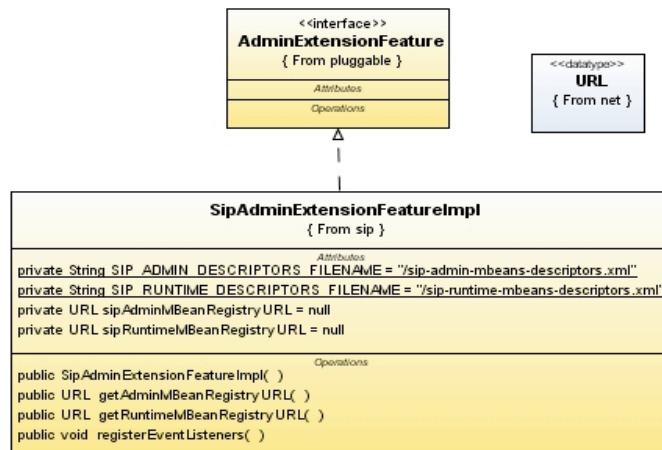 <<interface>>
AdminExtensionFeature
{ From pluggable }
Attributes
Operations
<<datatype>>
URL
{ From net }
SipAdminExtensionFeatureImpl
{ From sip }
Attributes
private String SIP_ADMIN_DESCRIPTORS_FILENAME = "/sip-admin-mbeans-descriptors.xml"
private String SIP_RUNTIME_DESCRIPTORS_FILENAME = "/sip-runtime-mbeans-descriptors.xml"
private URL sipAdminMBeanRegistryURL = null
private URL sipRuntimeMBeanRegistryURL = null
Operations
public SipAdminExtensionFeatureImpl( )
public URL getAdminMBeanRegistryURL( )
public URL getRuntimeMBeanRegistryURL( )
public void registerEventListeners( )